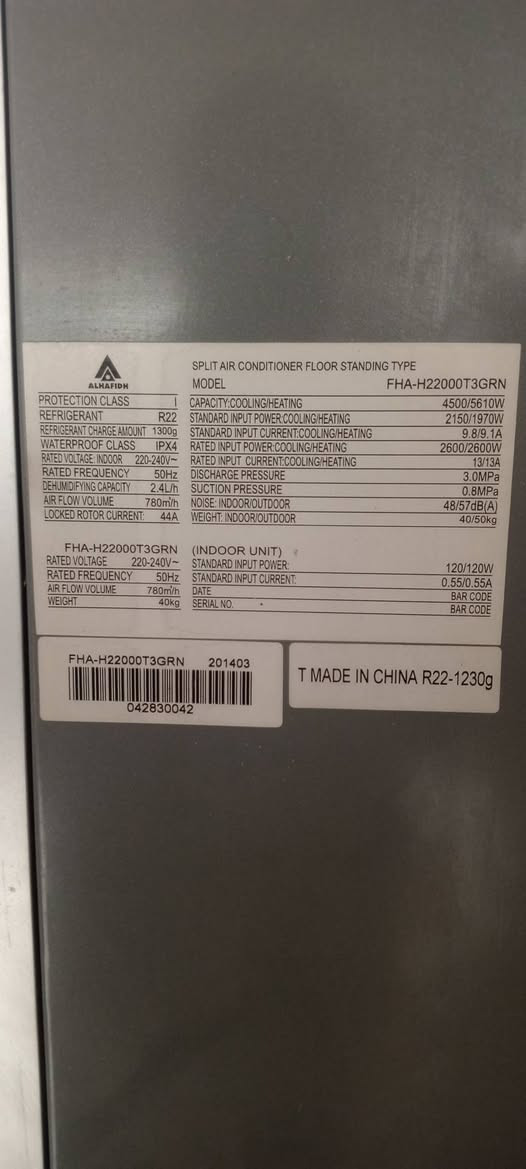 ALHAFIDH
SPLIT AIR CONDITIONER FLOOR STANDING TYPE
MODEL FHA-H22000T3GRN
PROTECTION CLASS I
REFRIGERANT R22
REFRIGERANT CHARGE AMOUNT 1300g
WATERPROOF CLASS IPX4
RATED VOLTAGE: INDOOR 220-240V~
RATED FREQUENCY 50Hz
DEHUMIDIFYING CAPACITY 2.4L/h
AIR FLOW VOLUME 780m³/h
LOCKED ROTOR CURRENT: 44A
CAPACITY:COOLING/HEATING 4500/5610W
STANDARD INPUT POWER:COOLING/HEATING 2150/1970W
STANDARD INPUT CURRENT:COOLING/HEATING 9.8/9.1A
RATED INPUT POWER:COOLING/HEATING 2600/2600W
RATED INPUT CURRENT:COOLING/HEATING 13/13A
DISCHARGE PRESSURE 3.0MPa
SUCTION PRESSURE 0.8MPa
NOISE: INDOOR/OUTDOOR 48/57dB(A)
WEIGHT: INDOOR/OUTDOOR 40/50kg
FHA-H22000T3GRN (INDOOR UNIT)
RATED VOLTAGE 220-240V~
RATED FREQUENCY 50Hz
AIR FLOW VOLUME 780m³/h
WEIGHT 40kg
STANDARD INPUT POWER: 120/120W
STANDARD INPUT CURRENT: 0.55/0.55A
DATE BAR CODE
SERIAL NO. BAR CODE
FHA-H22000T3GRN 201403
042830042
T MADE IN CHINA R22-1230g